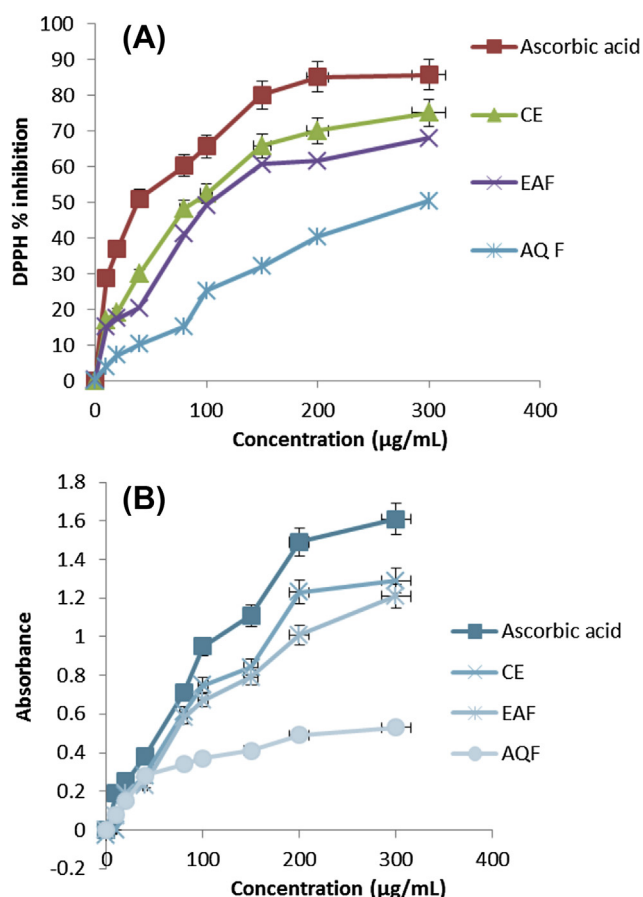 (A)
DPPH % inhibition
100
90
80
70
60
50
40
30
20
10
0
0 100 200 300 400
Concentration (µg/mL)
Ascorbic acid
CE
EAF
AQ F
(B)
Absorbance
1.8
1.6
1.4
1.2
1
0.8
0.6
0.4
0.2
0
-0.2
0 100 200 300 400
Concentration (µg/mL)
Ascorbic acid
CE
EAF
AQF